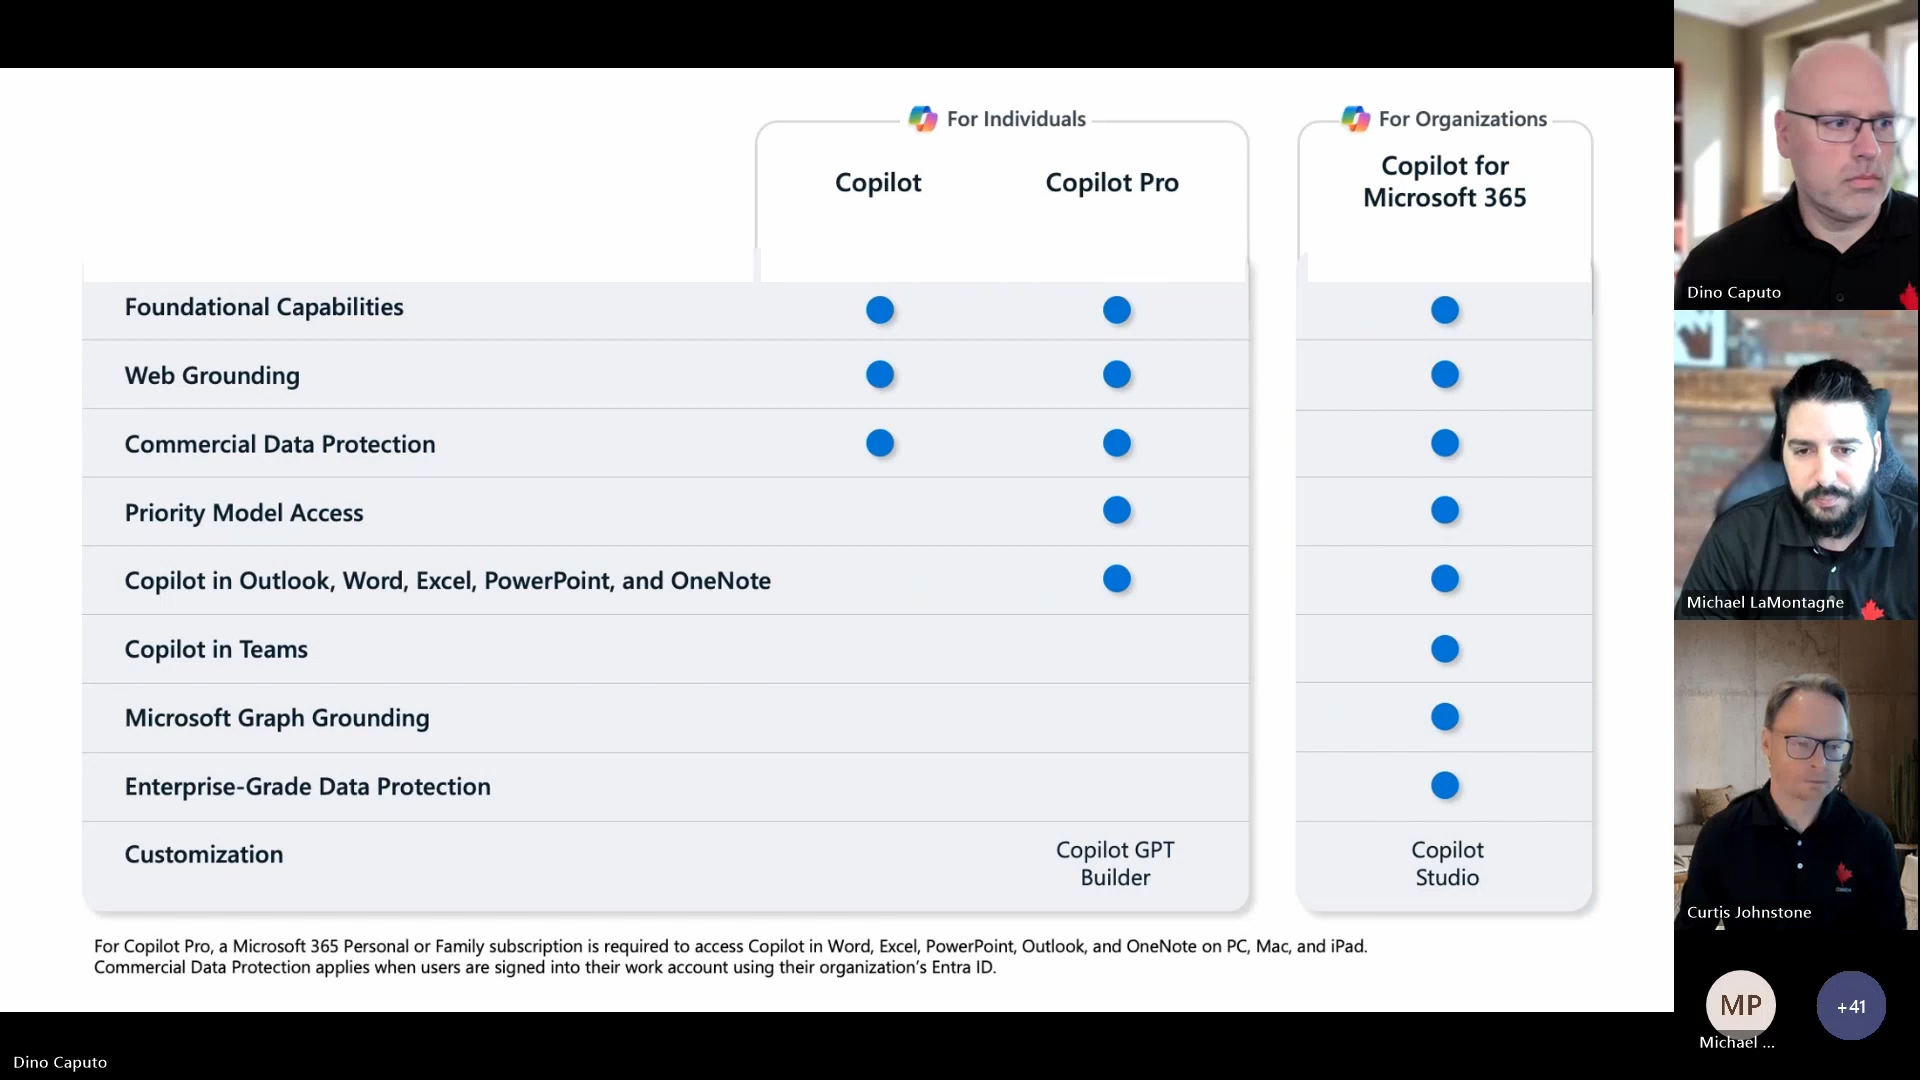 For Individuals
For Organizations
Copilot
Copilot Pro
Copilot for
Microsoft 365
Foundational Capabilities
Web Grounding
Commercial Data Protection
Priority Model Access
Copilot in Outlook, Word, Excel, PowerPoint, and OneNote
Copilot in Teams
Microsoft Graph Grounding
Enterprise-Grade Data Protection
Customization
Copilot GPT
Builder
Copilot
Studio
For Copilot Pro, a Microsoft 365 Personal or Family subscription is required to access Copilot in Word, Excel, PowerPoint, Outlook, and OneNote on PC, Mac, and iPad.
Commercial Data Protection applies when users are signed into their work account using their organization's Entra ID.
Dino Caputo
Michael LaMontagne
Curtis Johnstone
MP
+41
Michael ...
Dino Caputo